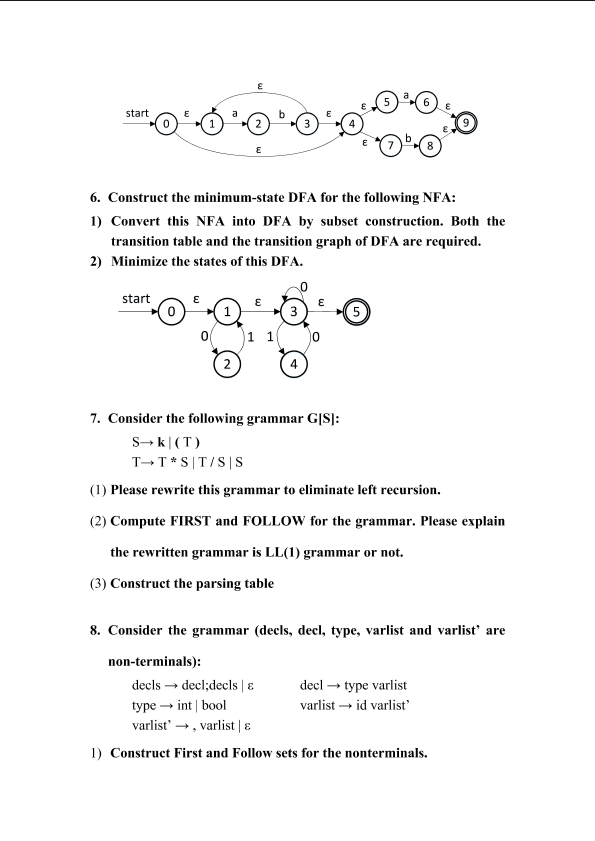 ε
start 0 ε 1 a 2 b 3 ε 4 ε 5 a 6 ε 9
ε 7 b 8 ε
ε
6. Construct the minimum-state DFA for the following NFA:
1) Convert this NFA into DFA by subset construction. Both the
transition table and the transition graph of DFA are required.
2) Minimize the states of this DFA.
0
start 0 ε 1 ε 3 ε 5
0 1 1 0
2 4
7. Consider the following grammar G[S]:
S→ k | ( T )
T→ T * S | T / S | S
(1) Please rewrite this grammar to eliminate left recursion.
(2) Compute FIRST and FOLLOW for the grammar. Please explain
the rewritten grammar is LL(1) grammar or not.
(3) Construct the parsing table
8. Consider the grammar (decls, decl, type, varlist and varlist’ are
non-terminals):
decls → decl;decls | ε decl → type varlist
type → int | bool varlist → id varlist’
varlist’ → , varlist | ε
1) Construct First and Follow sets for the nonterminals.